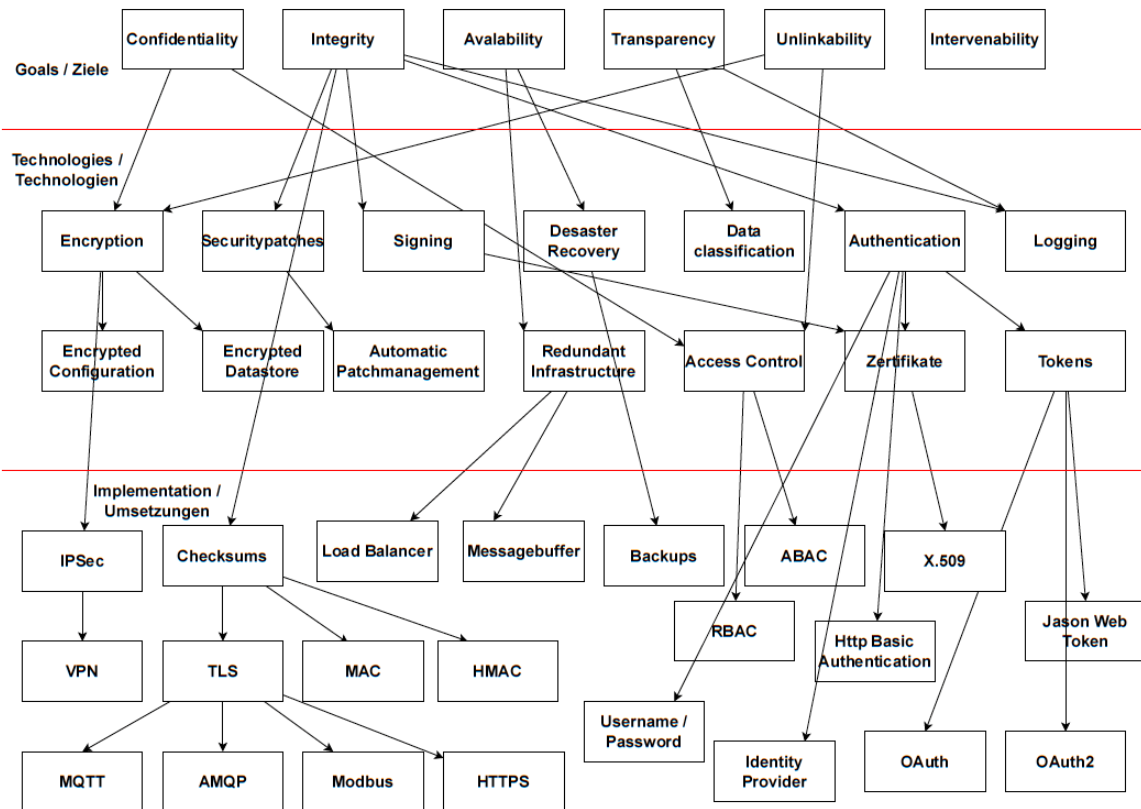 Confidentiality
Integrity
Avalability
Transparency
Unlinkability
Intervenability
Goals / Ziele
Technologies /
Technologien
Encryption
Securitypatches
Signing
Desaster
Recovery
Data
classification
Authentication
Logging
Encrypted
Configuration
Encrypted
Datastore
Automatic
Patchmanagement
Redundant
Infrastructure
Access Control
Zertifikate
Tokens
Implementation /
Umsetzungen
IPSec
Checksums
Load Balancer
Messagebuffer
Backups
ABAC
X.509
RBAC
Http Basic
Authentication
Jason Web
Token
VPN
TLS
MAC
HMAC
Username /
Password
Identity
Provider
OAuth
OAuth2
MQTT
AMQP
Modbus
HTTPS